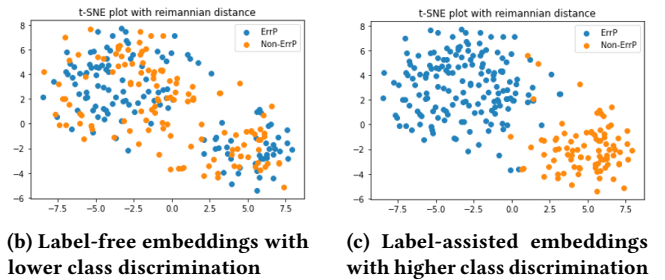 t-SNE plot with reimannian distance
8
6
4
2
0
−2
−4
−6
−7.5 −5.0 −2.5 0.0 2.5 5.0 7.5
ErrP
Non-ErrP
(b) Label-free embeddings with
lower class discrimination
t-SNE plot with reimannian distance
8
6
4
2
0
−2
−4
−6
−7.5 −5.0 −2.5 0.0 2.5 5.0 7.5
ErrP
Non-ErrP
(c) Label-assisted embeddings
with higher class discrimination